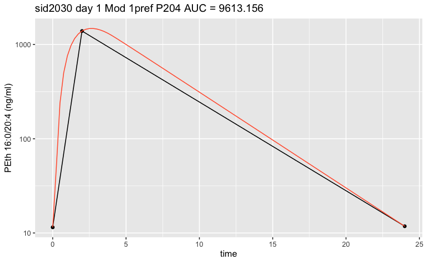 sid2030 day 1 Mod 1pref P204 AUC = 9613.156
1000
100
10
PEth 16:0/20:4 (ng/ml)
0 5 10 15 20 25
time